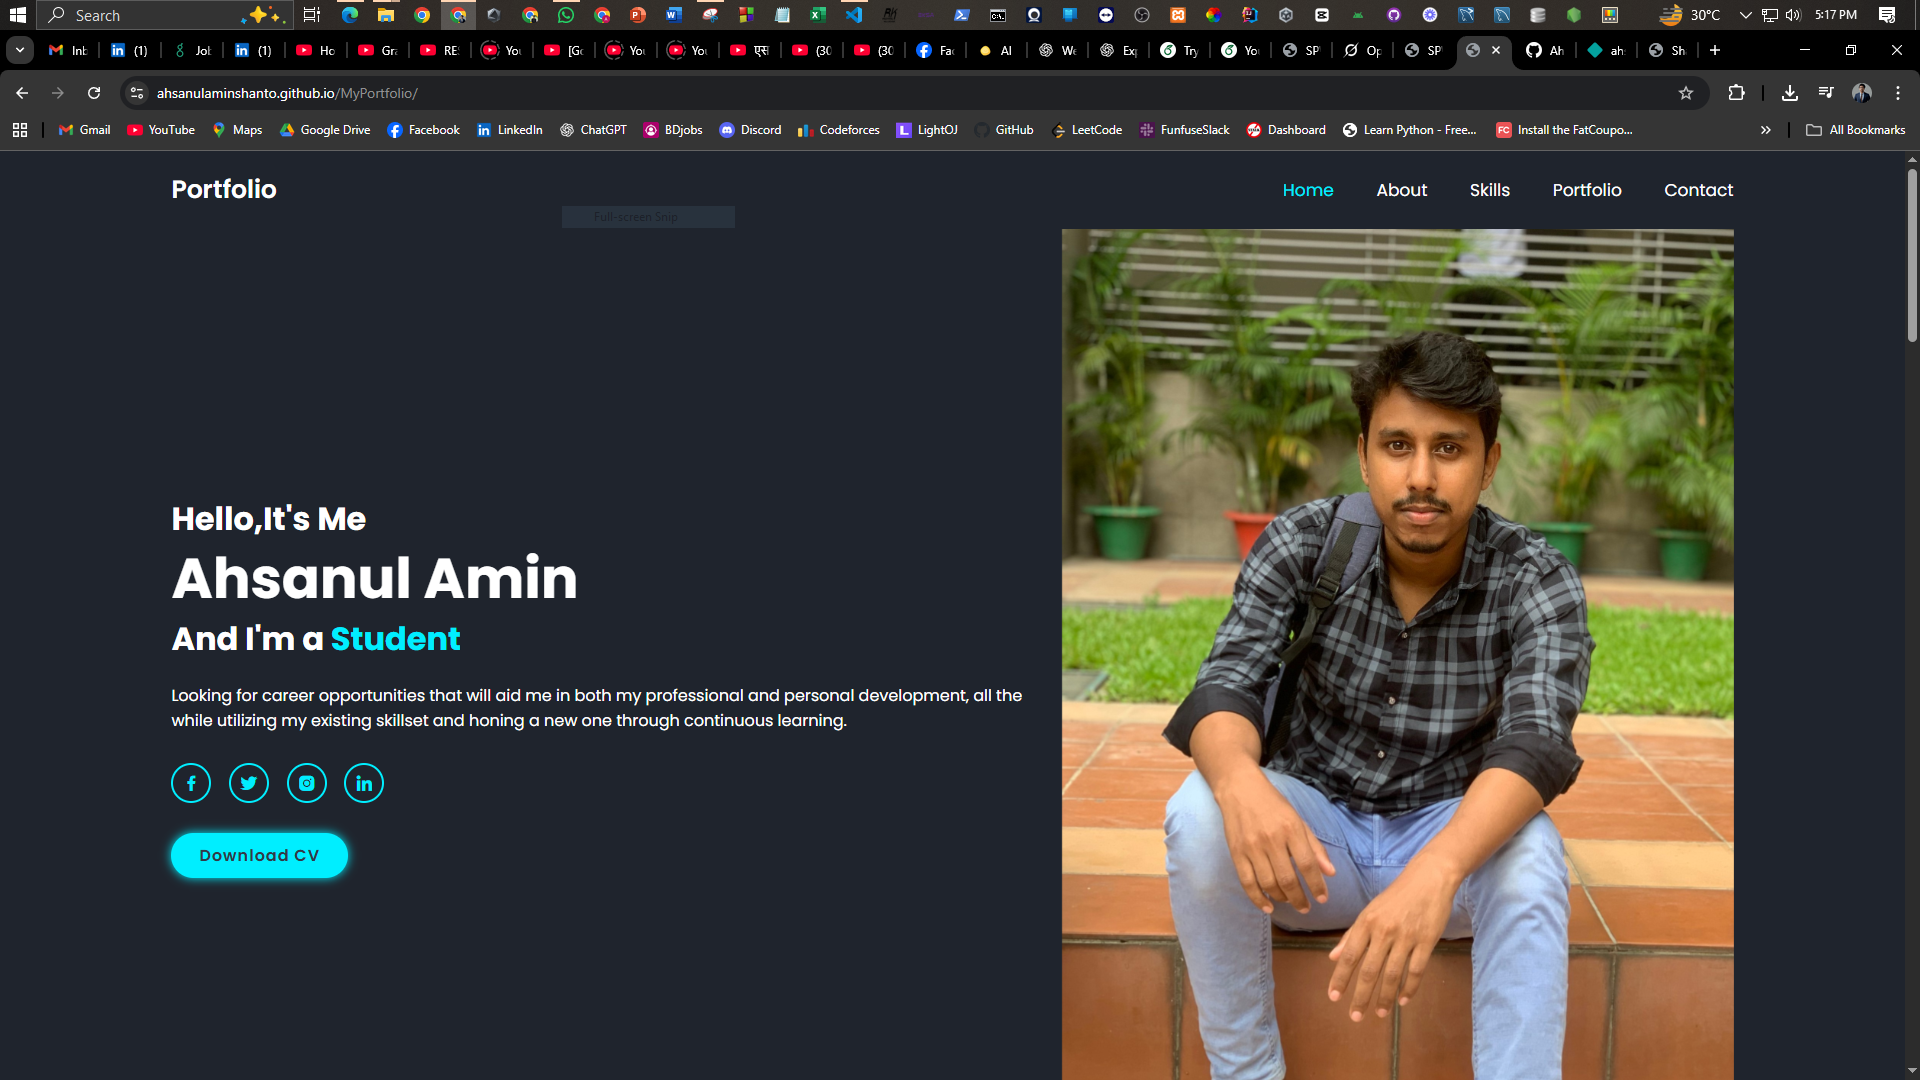 Search
30°C
5:17 PM
Inb
(1)
Jol
(1)
Ho
Gra
RE
You
[Go
You
You
एस
(30
(30
Fac
AI
We
Exp
Try
Yo
SP
Op
SP
Ah
ah
Sh
ahsanulaminshanto.github.io/MyPortfolio/
Gmail
YouTube
Maps
Google Drive
Facebook
LinkedIn
ChatGPT
BDjobs
Discord
Codeforces
LightOJ
GitHub
LeetCode
FunfuseSlack
Dashboard
Learn Python - Free...
Install the FatCoupo...
All Bookmarks
Portfolio
Home
About
Skills
Portfolio
Contact
Full-screen Snip
Hello,It's Me
Ahsanul Amin
And I'm a Student
Looking for career opportunities that will aid me in both my professional and personal development, all the
while utilizing my existing skillset and honing a new one through continuous learning.
Download CV